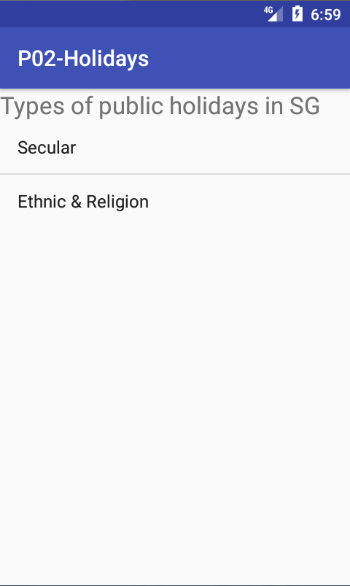 4G 6:59
P02-Holidays
Types of public holidays in SG
Secular
Ethnic & Religion